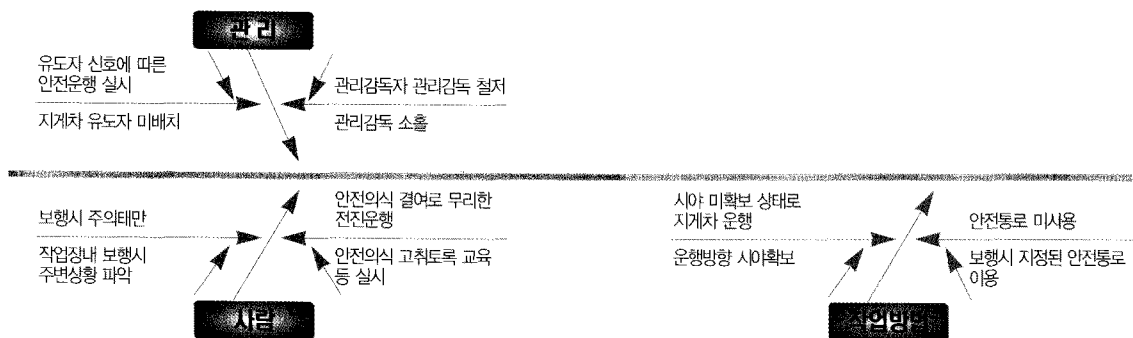 관 리
유도자 신호에 따른
안전운행 실시
지게차 유도자 미배치
관리감독자 관리감독 철저
관리감독 소홀
보행시 주의태만
작업장내 보행시
주변상황 파악
안전의식 결여로 무리한
전진운행
안전의식 고취토록 교육
등 실시
사람
시야 미확보 상태로
지게차 운행
운행방향 시야확보
안전통로 미사용
보행시 지정된 안전통로
이용
작업방법